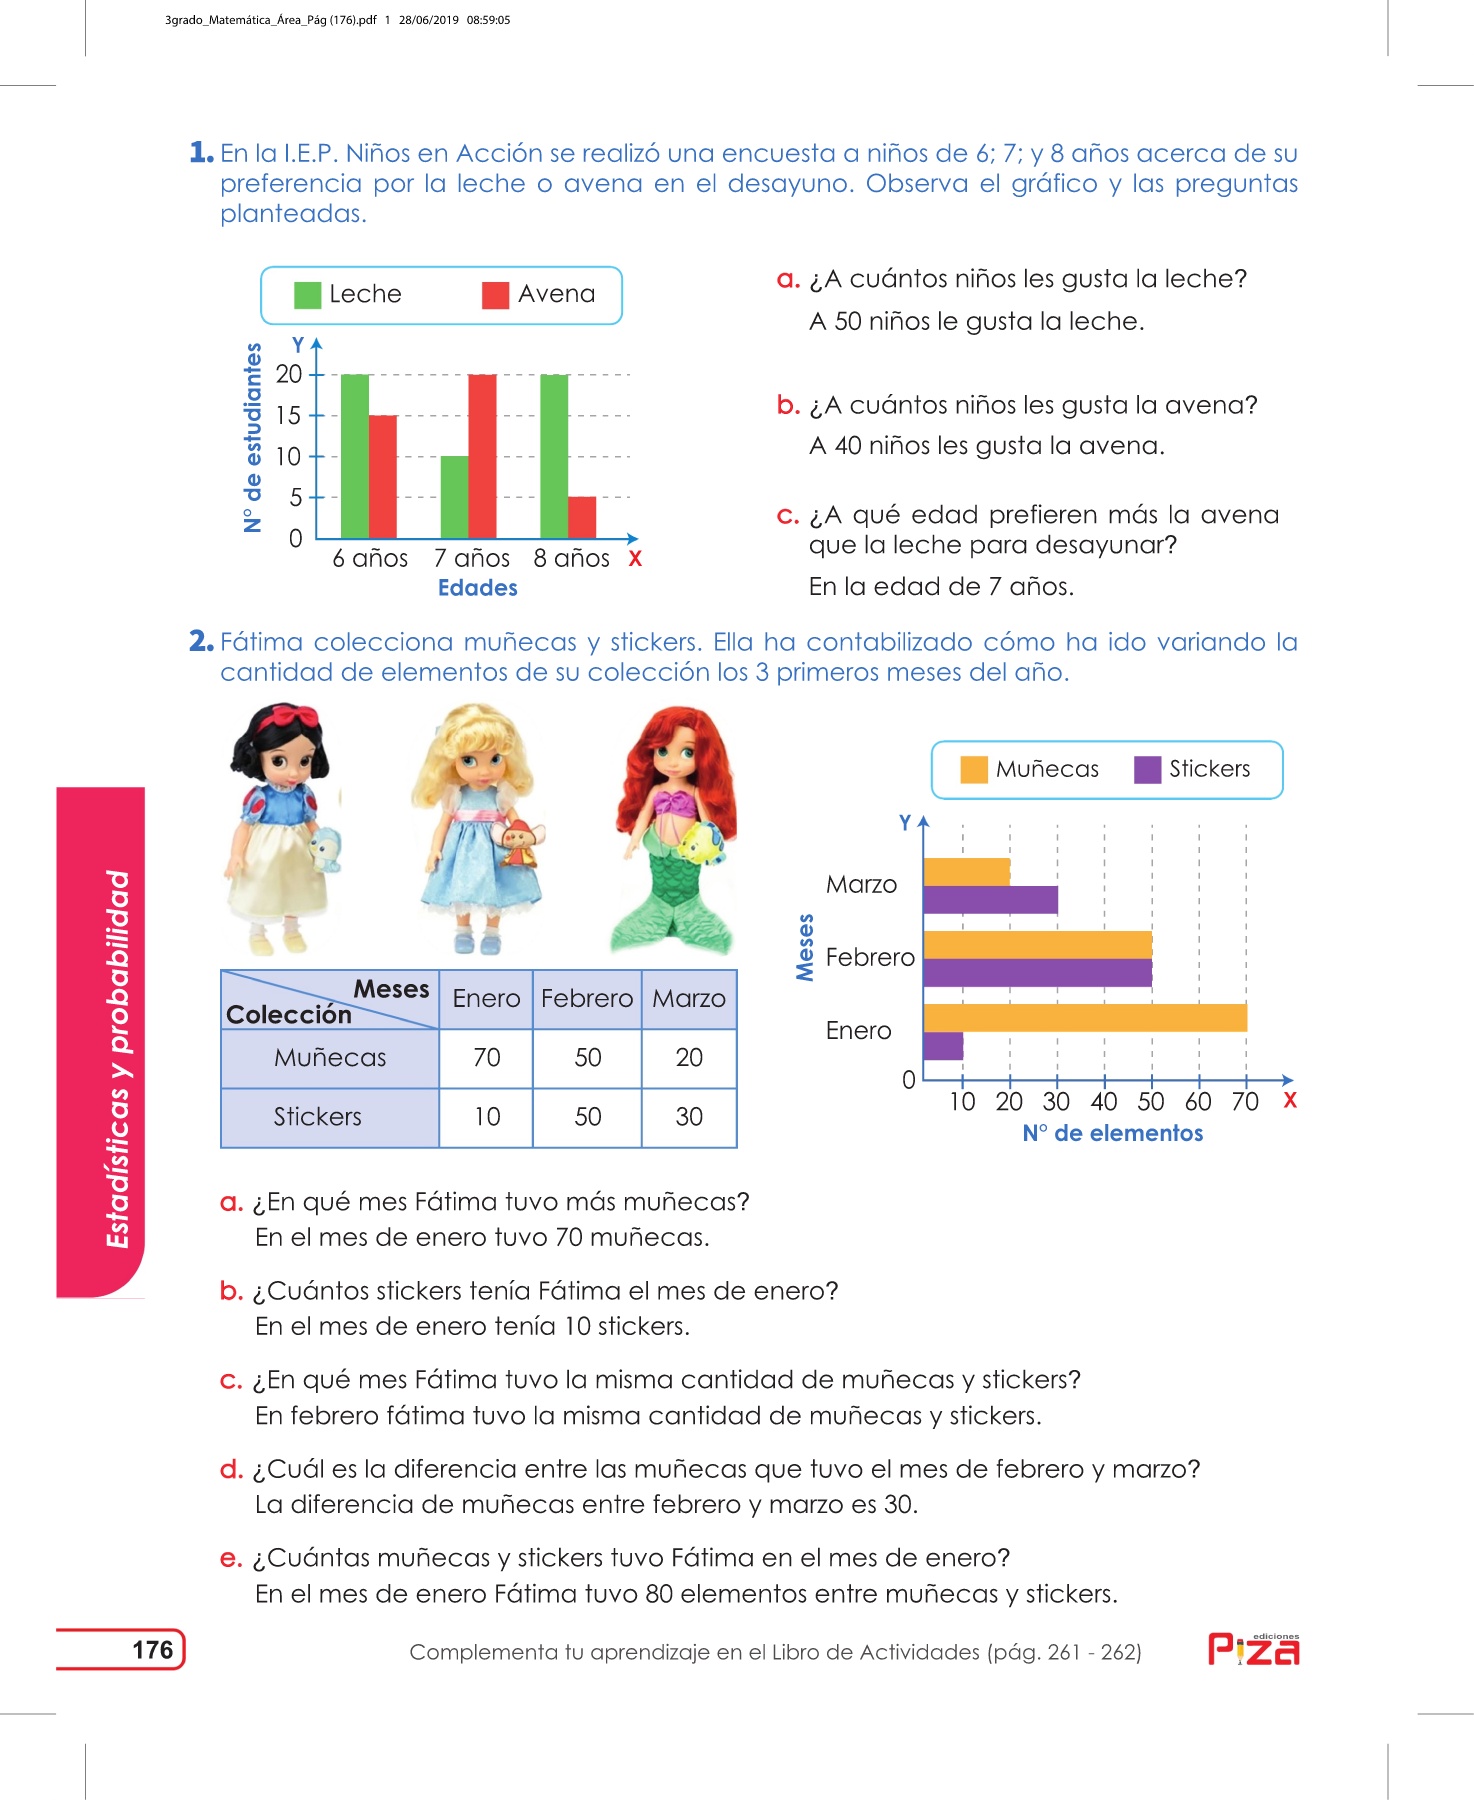 3grado_Matemática_Área_Pág (176).pdf 1 28/06/2019 08:59:05
1. En la I.E.P. Niños en Acción se realizó una encuesta a niños de 6; 7; y 8 años acerca de su
preferencia por la leche o avena en el desayuno. Observa el gráfico y las preguntas
planteadas.
Leche Avena
Y
N° de estudiantes
20
15
10
5
0
6 años 7 años 8 años X
Edades
a. ¿A cuántos niños les gusta la leche?
A 50 niños le gusta la leche.
b. ¿A cuántos niños les gusta la avena?
A 40 niños les gusta la avena.
c. ¿A qué edad prefieren más la avena
que la leche para desayunar?
En la edad de 7 años.
2. Fátima colecciona muñecas y stickers. Ella ha contabilizado cómo ha ido variando la
cantidad de elementos de su colección los 3 primeros meses del año.
Meses
Colección
Enero Febrero Marzo
Muñecas 70 50 20
Stickers 10 50 30
Muñecas Stickers
Y
Meses
Marzo
Febrero
Enero
0
10 20 30 40 50 60 70 X
N° de elementos
a. ¿En qué mes Fátima tuvo más muñecas?
En el mes de enero tuvo 70 muñecas.
b. ¿Cuántos stickers tenía Fátima el mes de enero?
En el mes de enero tenía 10 stickers.
c. ¿En qué mes Fátima tuvo la misma cantidad de muñecas y stickers?
En febrero fátima tuvo la misma cantidad de muñecas y stickers.
d. ¿Cuál es la diferencia entre las muñecas que tuvo el mes de febrero y marzo?
La diferencia de muñecas entre febrero y marzo es 30.
e. ¿Cuántas muñecas y stickers tuvo Fátima en el mes de enero?
En el mes de enero Fátima tuvo 80 elementos entre muñecas y stickers.
Estadísticas y probabilidad
176
Complementa tu aprendizaje en el Libro de Actividades (pág. 261 - 262)
ediciones
Piza